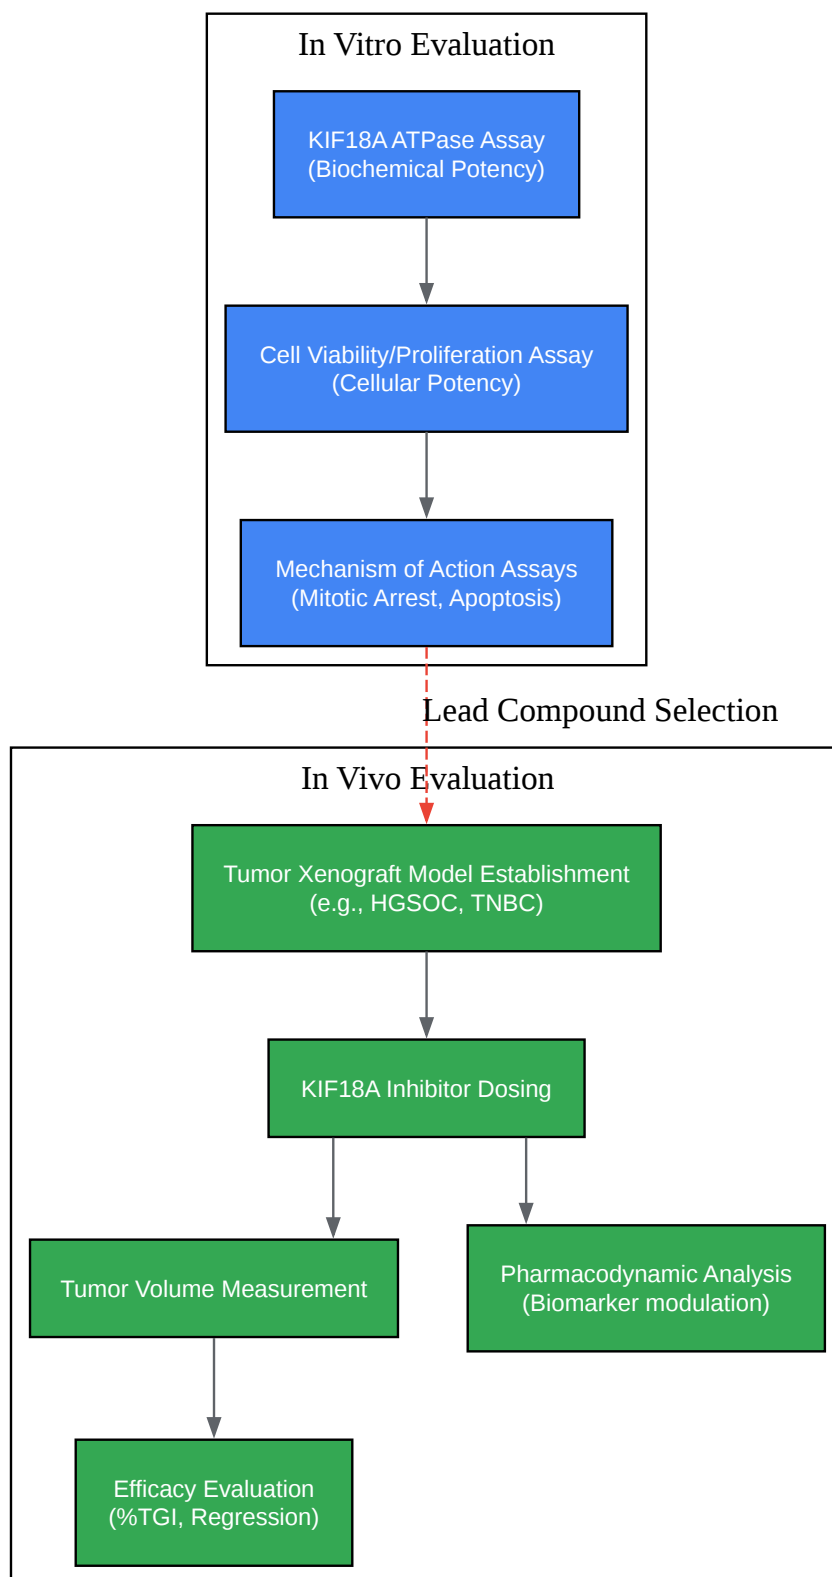 In Vitro Evaluation
KIF18A ATPase Assay
(Biochemical Potency)
Cell Viability/Proliferation Assay
(Cellular Potency)
Mechanism of Action Assays
(Mitotic Arrest, Apoptosis)
Lead Compound Selection
In Vivo Evaluation
Tumor Xenograft Model Establishment
(e.g., HGSOC, TNBC)
KIF18A Inhibitor Dosing
Tumor Volume Measurement
Pharmacodynamic Analysis
(Biomarker modulation)
Efficacy Evaluation
(%TGI, Regression)